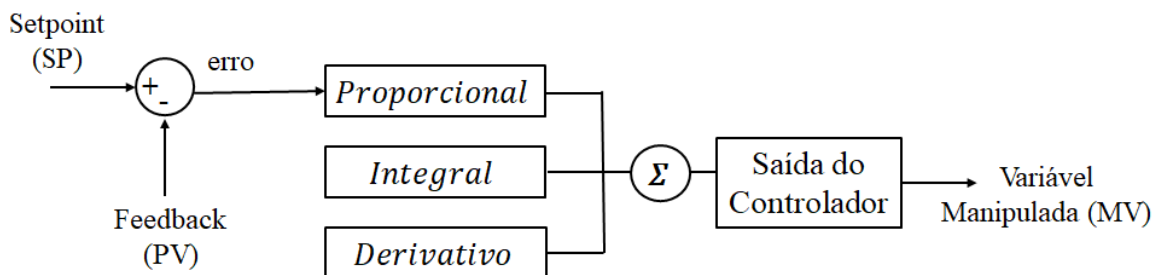 Setpoint
(SP)
+
-
erro
Feedback
(PV)
Proporcional
Integral
Derivativo
Σ
Saída do
Controlador
Variável
Manipulada (MV)